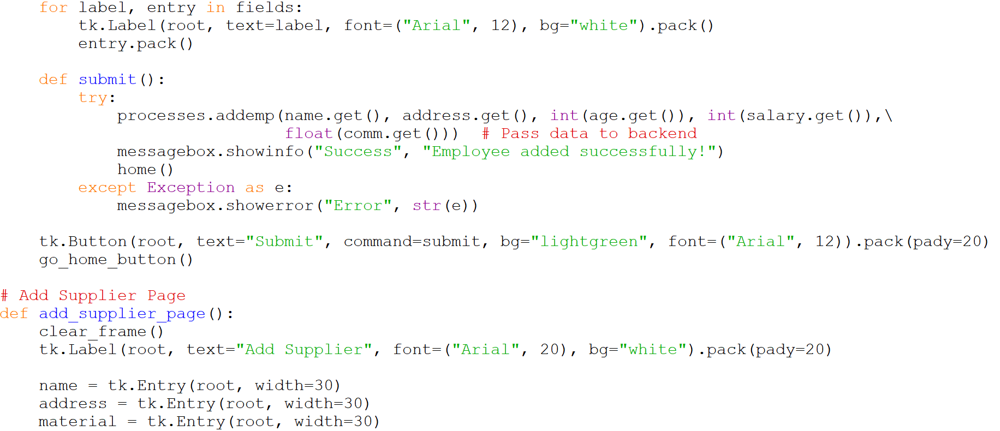 for label, entry in fields:
        tk.Label(root, text=label, font=("Arial", 12), bg="white").pack()
        entry.pack()

    def submit():
        try:
            processes.addemp(name.get(), address.get(), int(age.get()), int(salary.get()),\
                             float(comm.get()))  # Pass data to backend
            messagebox.showinfo("Success", "Employee added successfully!")
            home()
        except Exception as e:
            messagebox.showerror("Error", str(e))

    tk.Button(root, text="Submit", command=submit, bg="lightgreen", font=("Arial", 12)).pack(pady=20)
    go_home_button()

# Add Supplier Page
def add_supplier_page():
    clear_frame()
    tk.Label(root, text="Add Supplier", font=("Arial", 20), bg="white").pack(pady=20)

    name = tk.Entry(root, width=30)
    address = tk.Entry(root, width=30)
    material = tk.Entry(root, width=30)